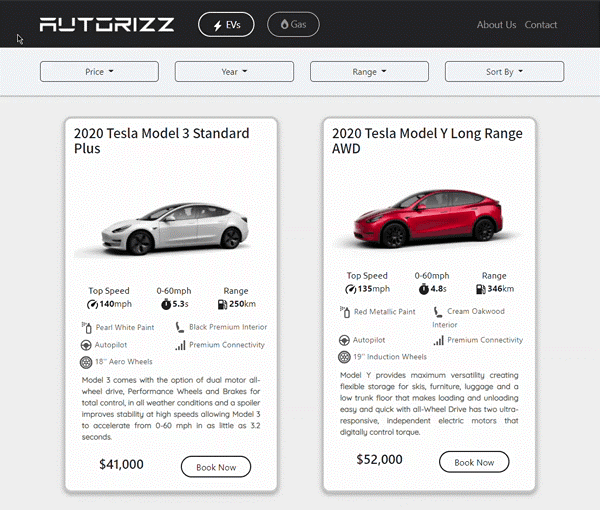 AUTORIZZ EVs Gas About Us Contact
Price Year Range Sort By
2020 Tesla Model 3 Standard
Plus
Top Speed 0-60mph Range
140mph 5.3s 250km
Pearl White Paint Black Premium Interior
Autopilot Premium Connectivity
18" Aero Wheels
Model 3 comes with the option of dual motor all-
wheel drive, Performance Wheels and Brakes for
total control, in all weather conditions and a spoiler
improves stability at high speeds allowing Model 3
to accelerate from 0-60 mph in as little as 3.2
seconds.
$41,000 Book Now
2020 Tesla Model Y Long Range
AWD
Top Speed 0-60mph Range
135mph 4.8s 346km
Red Metallic Paint Cream Oakwood
Interior
Autopilot Premium Connectivity
19" Induction Wheels
Model Y provides maximum versatility creating
flexible storage for skis, furniture, luggage and a
low trunk floor that makes loading and unloading
easy and quick with all-Wheel Drive has two ultra-
responsive, independent electric motors that
digitally control torque.
$52,000 Book Now